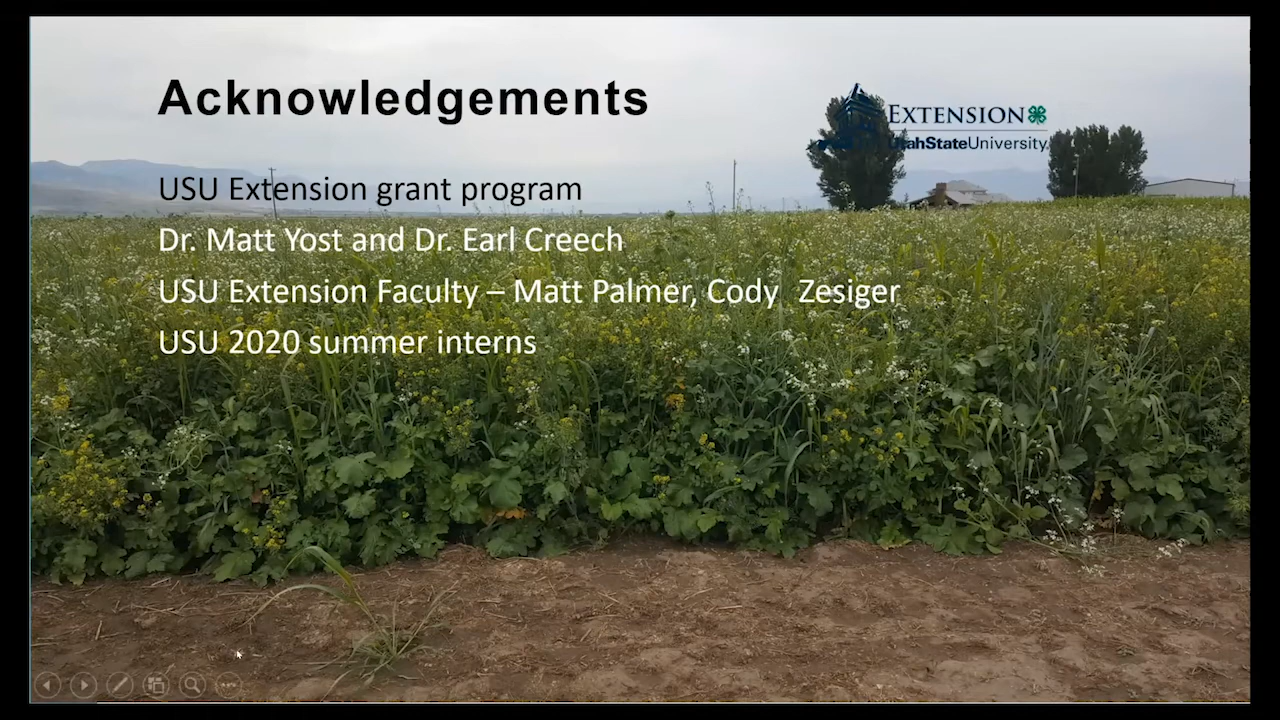 Acknowledgements
EXTENSION
UtahStateUniversity
USU Extension grant program
Dr. Matt Yost and Dr. Earl Creech
USU Extension Faculty – Matt Palmer, Cody Zesiger
USU 2020 summer interns